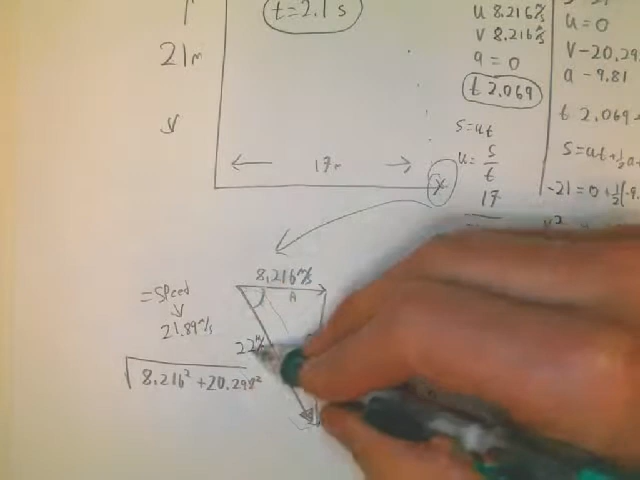 t=2.1 s
21m
17m
u 8.216 m/s
v 8.216 m/s
a = 0
t 2.069
s=ut
u= s/t
17
u=0
v-20.29
a -9.81
t 2.069
s=ut+½a
-21=0+½(-9.
8.216 m/s
A
=speed
21.89 m/s
22 m/s
√8.216²+20.298²